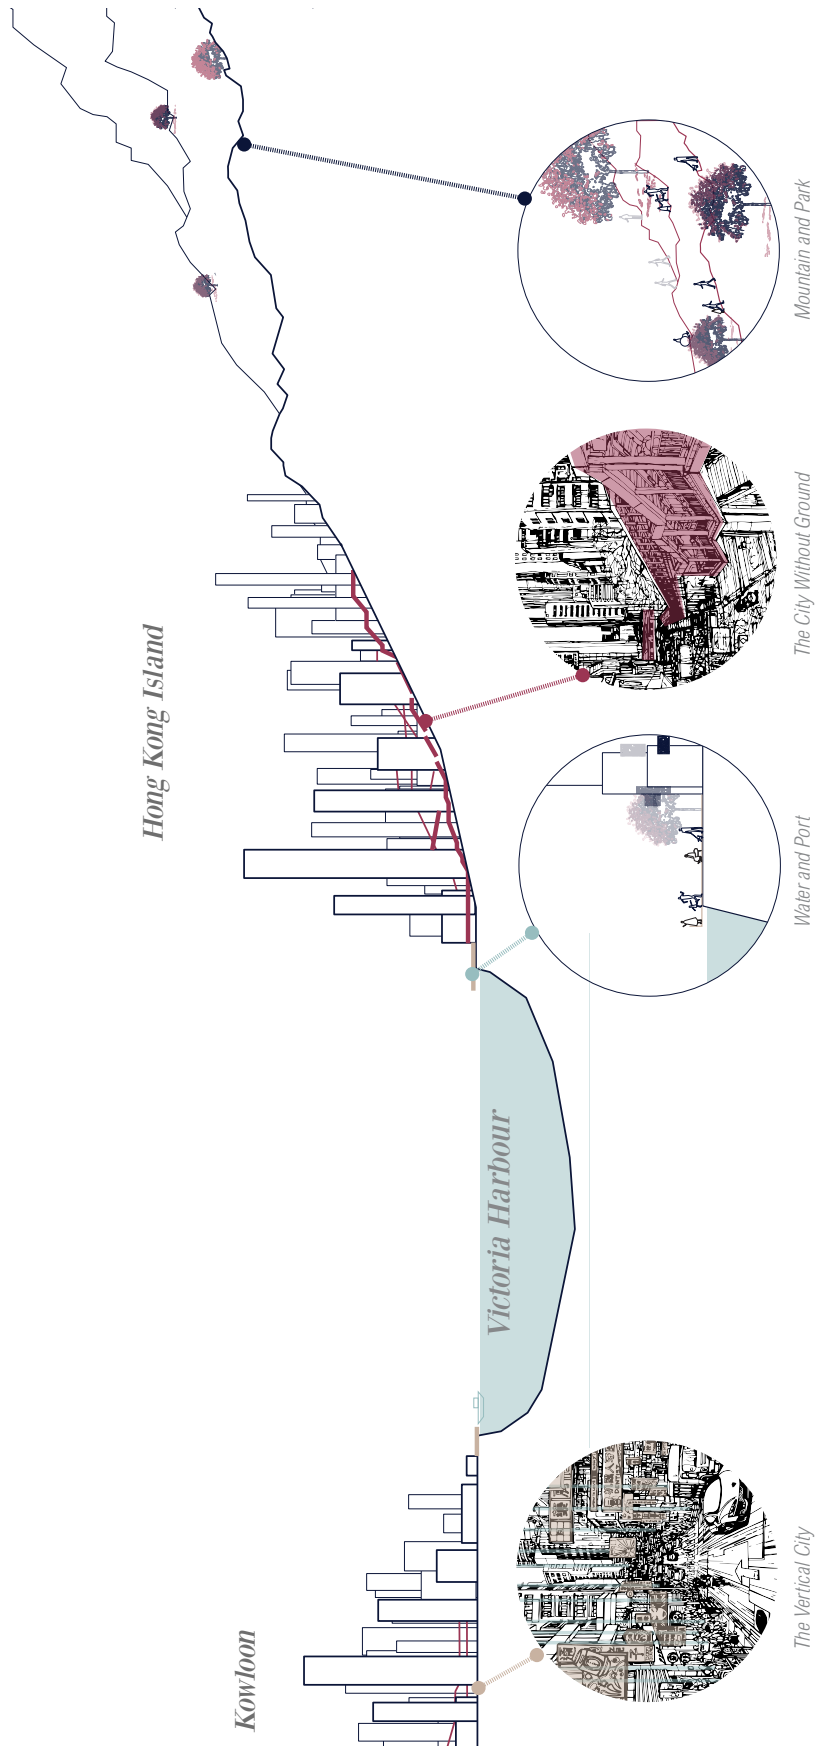 Kowloon
Victoria Harbour
Hong Kong Island
The Vertical City
Water and Port
The City Without Ground
Mountain and Park